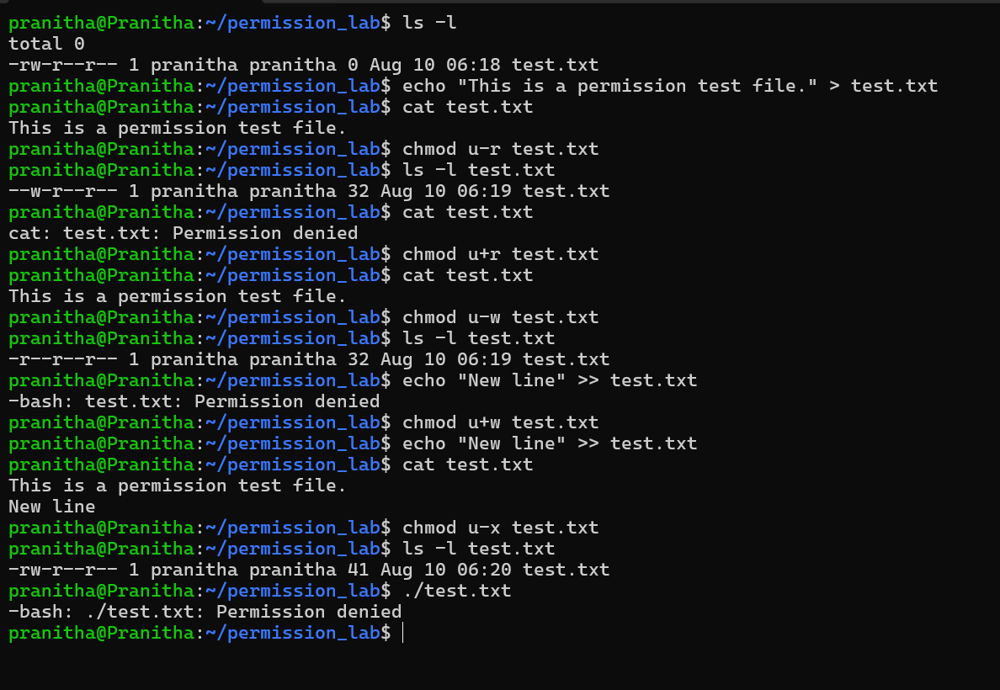 pranitha@Pranitha:~/permission_lab$ ls -l
total 0
-rw-r--r-- 1 pranitha pranitha 0 Aug 10 06:18 test.txt
pranitha@Pranitha:~/permission_lab$ echo "This is a permission test file." > test.txt
pranitha@Pranitha:~/permission_lab$ cat test.txt
This is a permission test file.
pranitha@Pranitha:~/permission_lab$ chmod u-r test.txt
pranitha@Pranitha:~/permission_lab$ ls -l test.txt
--w-r--r-- 1 pranitha pranitha 32 Aug 10 06:19 test.txt
pranitha@Pranitha:~/permission_lab$ cat test.txt
cat: test.txt: Permission denied
pranitha@Pranitha:~/permission_lab$ chmod u+r test.txt
pranitha@Pranitha:~/permission_lab$ cat test.txt
This is a permission test file.
pranitha@Pranitha:~/permission_lab$ chmod u-w test.txt
pranitha@Pranitha:~/permission_lab$ ls -l test.txt
-r--r--r-- 1 pranitha pranitha 32 Aug 10 06:19 test.txt
pranitha@Pranitha:~/permission_lab$ echo "New line" >> test.txt
-bash: test.txt: Permission denied
pranitha@Pranitha:~/permission_lab$ chmod u+w test.txt
pranitha@Pranitha:~/permission_lab$ echo "New line" >> test.txt
pranitha@Pranitha:~/permission_lab$ cat test.txt
This is a permission test file.
New line
pranitha@Pranitha:~/permission_lab$ chmod u-x test.txt
pranitha@Pranitha:~/permission_lab$ ls -l test.txt
-rw-r--r-- 1 pranitha pranitha 41 Aug 10 06:20 test.txt
pranitha@Pranitha:~/permission_lab$ ./test.txt
-bash: ./test.txt: Permission denied
pranitha@Pranitha:~/permission_lab$